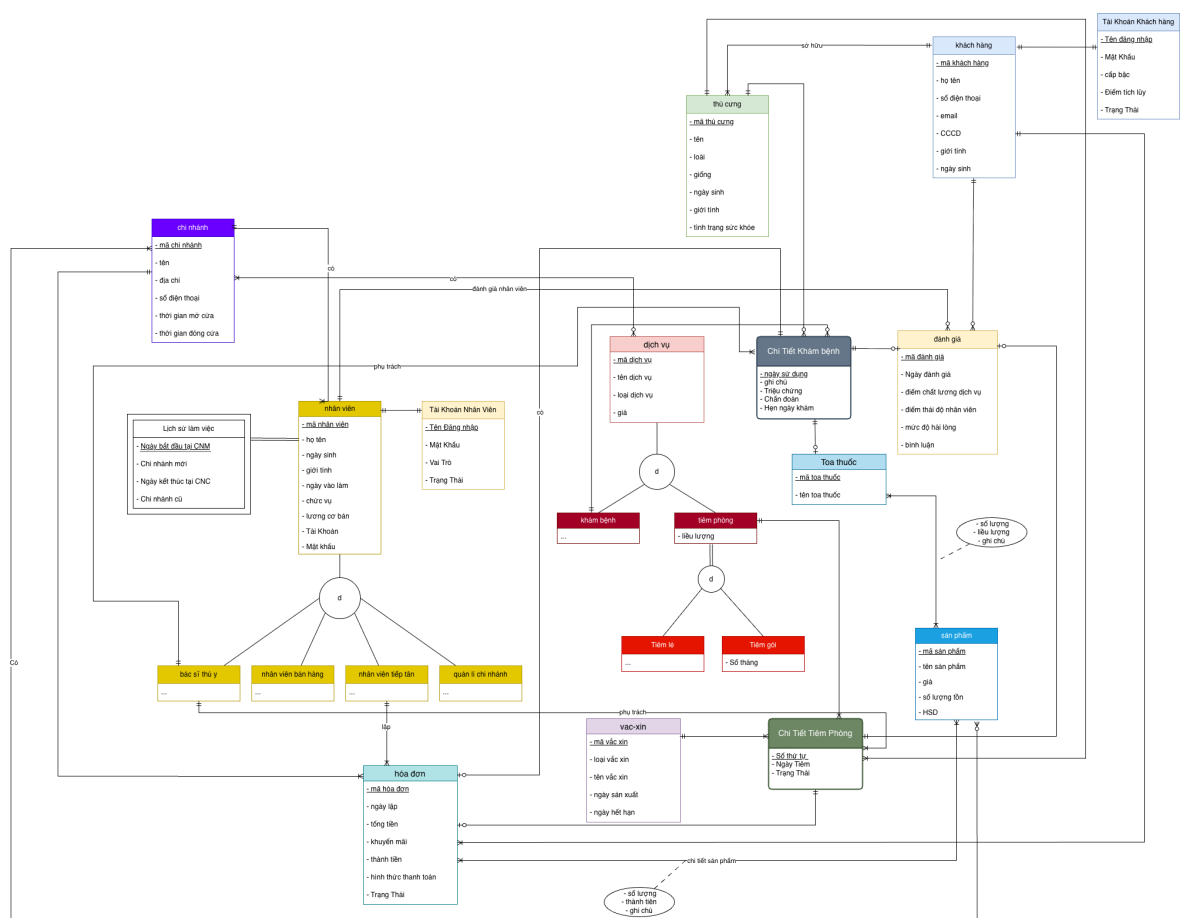 Tài Khoản Khách hàng
- Tên đăng nhập
- Mật Khẩu
- cấp bậc
- Điểm tích lũy
- Trạng Thái
khách hàng
- mã khách hàng
- họ tên
- số điện thoại
- email
- CCCD
- giới tính
- ngày sinh
sở hữu
thú cưng
- mã thú cưng
- tên
- loài
- giống
- ngày sinh
- giới tính
- tình trạng sức khỏe
chi nhánh
- mã chi nhánh
- tên
- địa chỉ
- số điện thoại
- thời gian mở cửa
- thời gian đóng cửa
có
có
đánh giá nhân viên
phụ trách
có
dịch vụ
- mã dịch vụ
- tên dịch vụ
- loại dịch vụ
- giá
Chi Tiết Khám bệnh
- ngày sử dụng
- ghi chú
- Triệu chứng
- Chẩn đoán
- Hẹn ngày khám
đánh giá
- mã đánh giá
- Ngày đánh giá
- điểm chất lượng dịch vụ
- điểm thái độ nhân viên
- mức độ hài lòng
- bình luận
Lịch sử làm việc
- Ngày bắt đầu tại CNM
- Chi nhánh mới
- Ngày kết thúc tại CNC
- Chi nhánh cũ
nhân viên
- mã nhân viên
- họ tên
- ngày sinh
- giới tính
- ngày vào làm
- chức vụ
- lương cơ bản
- Tài Khoản
- Mật khẩu
Tài Khoản Nhân Viên
- Tên Đăng nhập
- Mật Khẩu
- Vai Trò
- Trạng Thái
d
Toa thuốc
- mã toa thuốc
- tên toa thuốc
khám bệnh
...
tiêm phòng
- liều lượng
- số lượng
- liều lượng
- ghi chú
d
d
Tiêm lẻ
...
Tiêm gói
- Số tháng
sản phẩm
- mã sản phẩm
- tên sản phẩm
- giá
- số lượng tồn
- HSD
Có
bác sĩ thú y
...
nhân viên bán hàng
...
nhân viên tiếp tân
...
quản lí chi nhánh
...
phụ trách
lập
vac-xin
- mã vắc xin
- loại vắc xin
- tên vắc xin
- ngày sản xuất
- ngày hết hạn
Chi Tiết Tiêm Phòng
- Số thứ tự
- Ngày Tiêm
- Trạng Thái
hóa đơn
- mã hóa đơn
- ngày lập
- tổng tiền
- khuyến mãi
- thành tiền
- hình thức thanh toán
- Trạng Thái
chi tiết sản phẩm
- số lượng
- thành tiền
- ghi chú